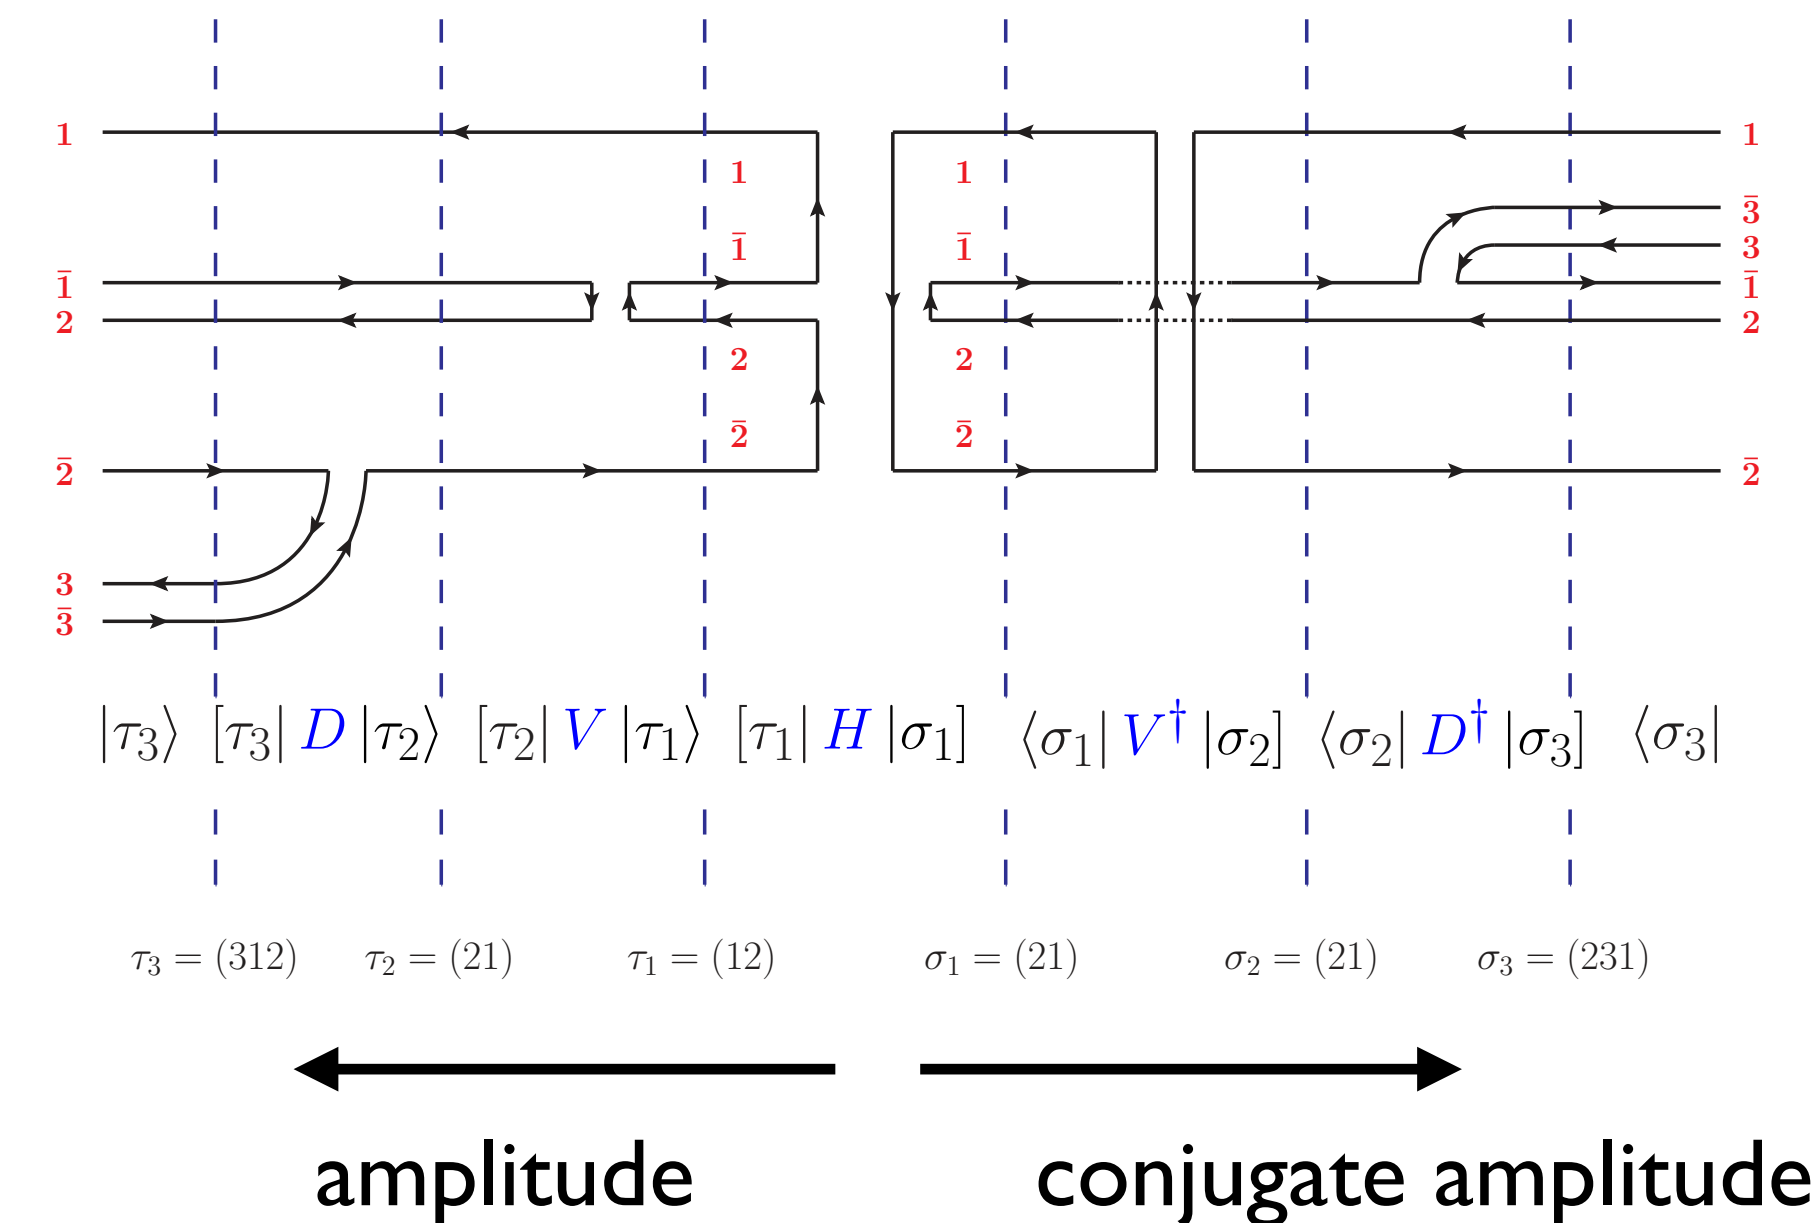 1 1
1 1
1̄ 1̄ 3̄
3
1̄ 1̄
2 2
2 2
2̄ 2̄
2̄ 2̄
3
3̄
|τ₃⟩ [τ₃| D |τ₂⟩ [τ₂| V |τ₁⟩ [τ₁| H |σ₁] ⟨σ₁| V† |σ₂] ⟨σ₂| D† |σ₃] ⟨σ₃|
τ₃ = (312) τ₂ = (21) τ₁ = (12) σ₁ = (21) σ₂ = (21) σ₃ = (231)
amplitude conjugate amplitude